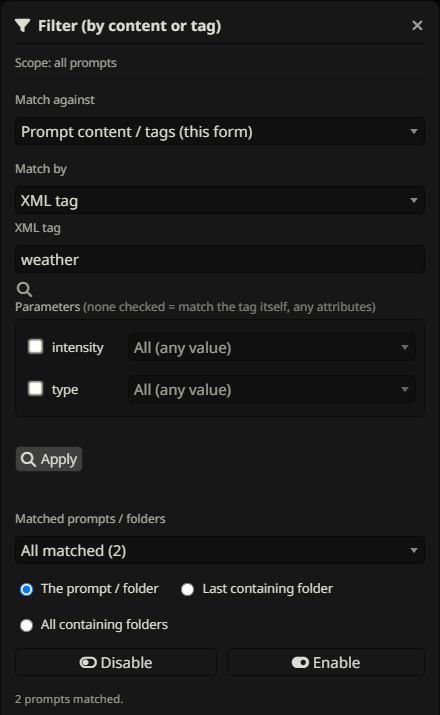 Filter (by content or tag)
Scope: all prompts
Match against
Prompt content / tags (this form)
Match by
XML tag
XML tag
weather
Parameters (none checked = match the tag itself, any attributes)
intensity All (any value)
type All (any value)
Apply
Matched prompts / folders
All matched (2)
The prompt / folder Last containing folder
All containing folders
Disable Enable
2 prompts matched.